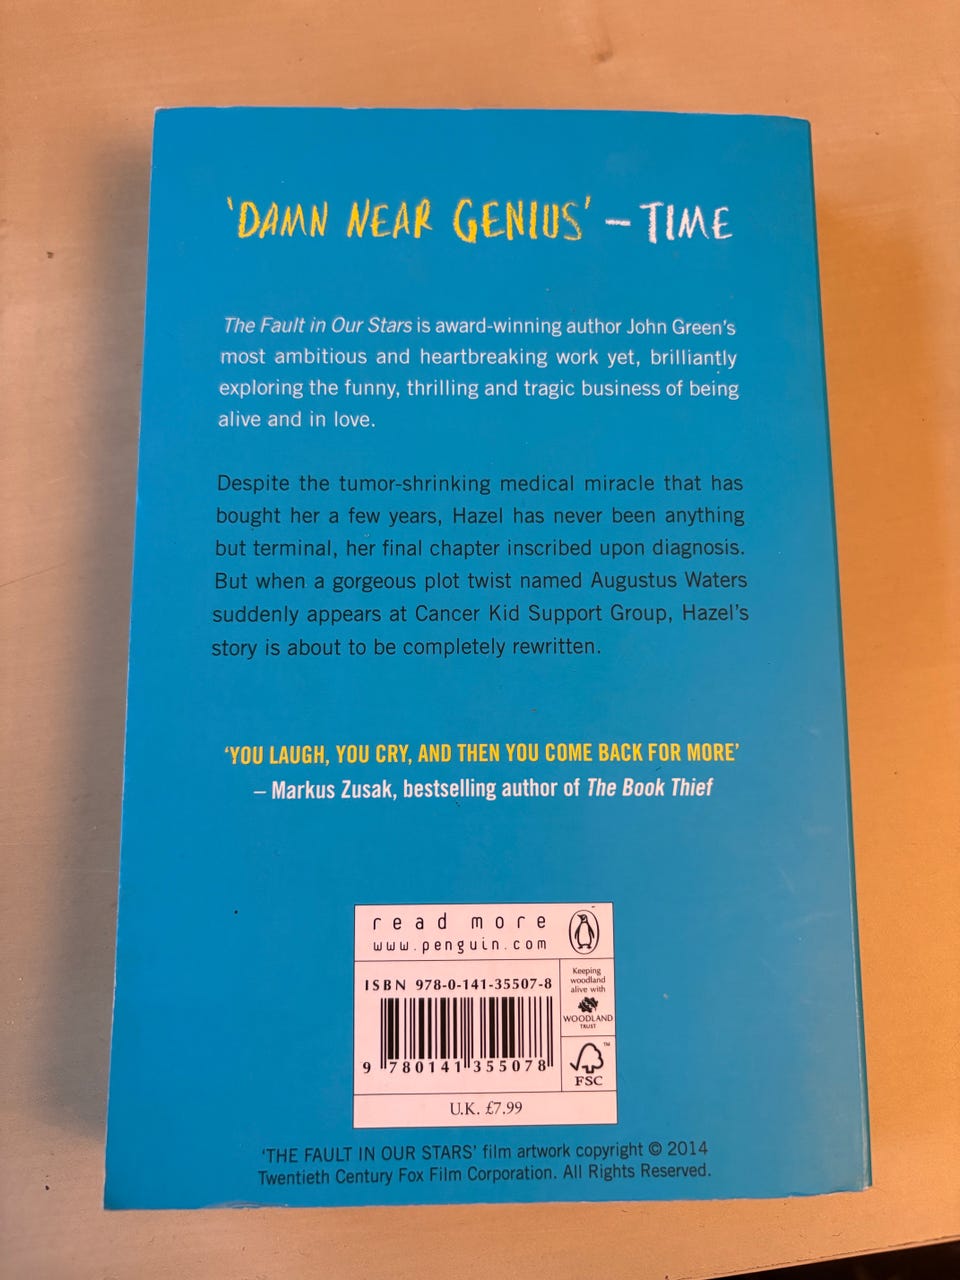 ‘DAMN NEAR GENIUS’ – TIME
The Fault in Our Stars is award-winning author John Green’s
most ambitious and heartbreaking work yet, brilliantly
exploring the funny, thrilling and tragic business of being
alive and in love.
Despite the tumor-shrinking medical miracle that has
bought her a few years, Hazel has never been anything
but terminal, her final chapter inscribed upon diagnosis.
But when a gorgeous plot twist named Augustus Waters
suddenly appears at Cancer Kid Support Group, Hazel’s
story is about to be completely rewritten.
‘YOU LAUGH, YOU CRY, AND THEN YOU COME BACK FOR MORE’
– Markus Zusak, bestselling author of The Book Thief
read more
www.penguin.com
ISBN 978-0-141-35507-8
9 780141 355078
Keeping
woodland
alive with
WOODLAND
TRUST
™
FSC
U.K. £7.99
‘THE FAULT IN OUR STARS’ film artwork copyright © 2014
Twentieth Century Fox Film Corporation. All Rights Reserved.